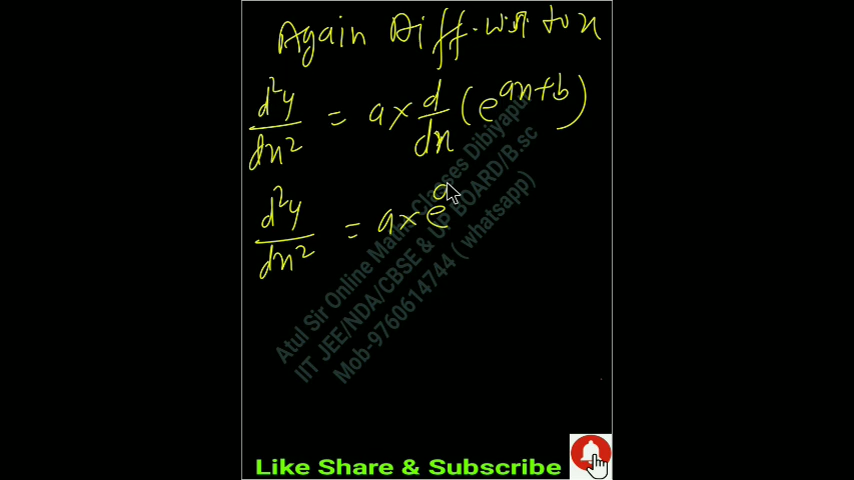 Again Diff. w.r. to x
d²y/dx² = a × d/dx (e^ax+b)
d²y/dx² = a × e^a
Atul Sir Online Maths Classes Dibiyapur
IIT JEE/NDA/CBSE & UP BOARD/B.sc
Mob-9760614744 ( whatsapp)
Like Share & Subscribe